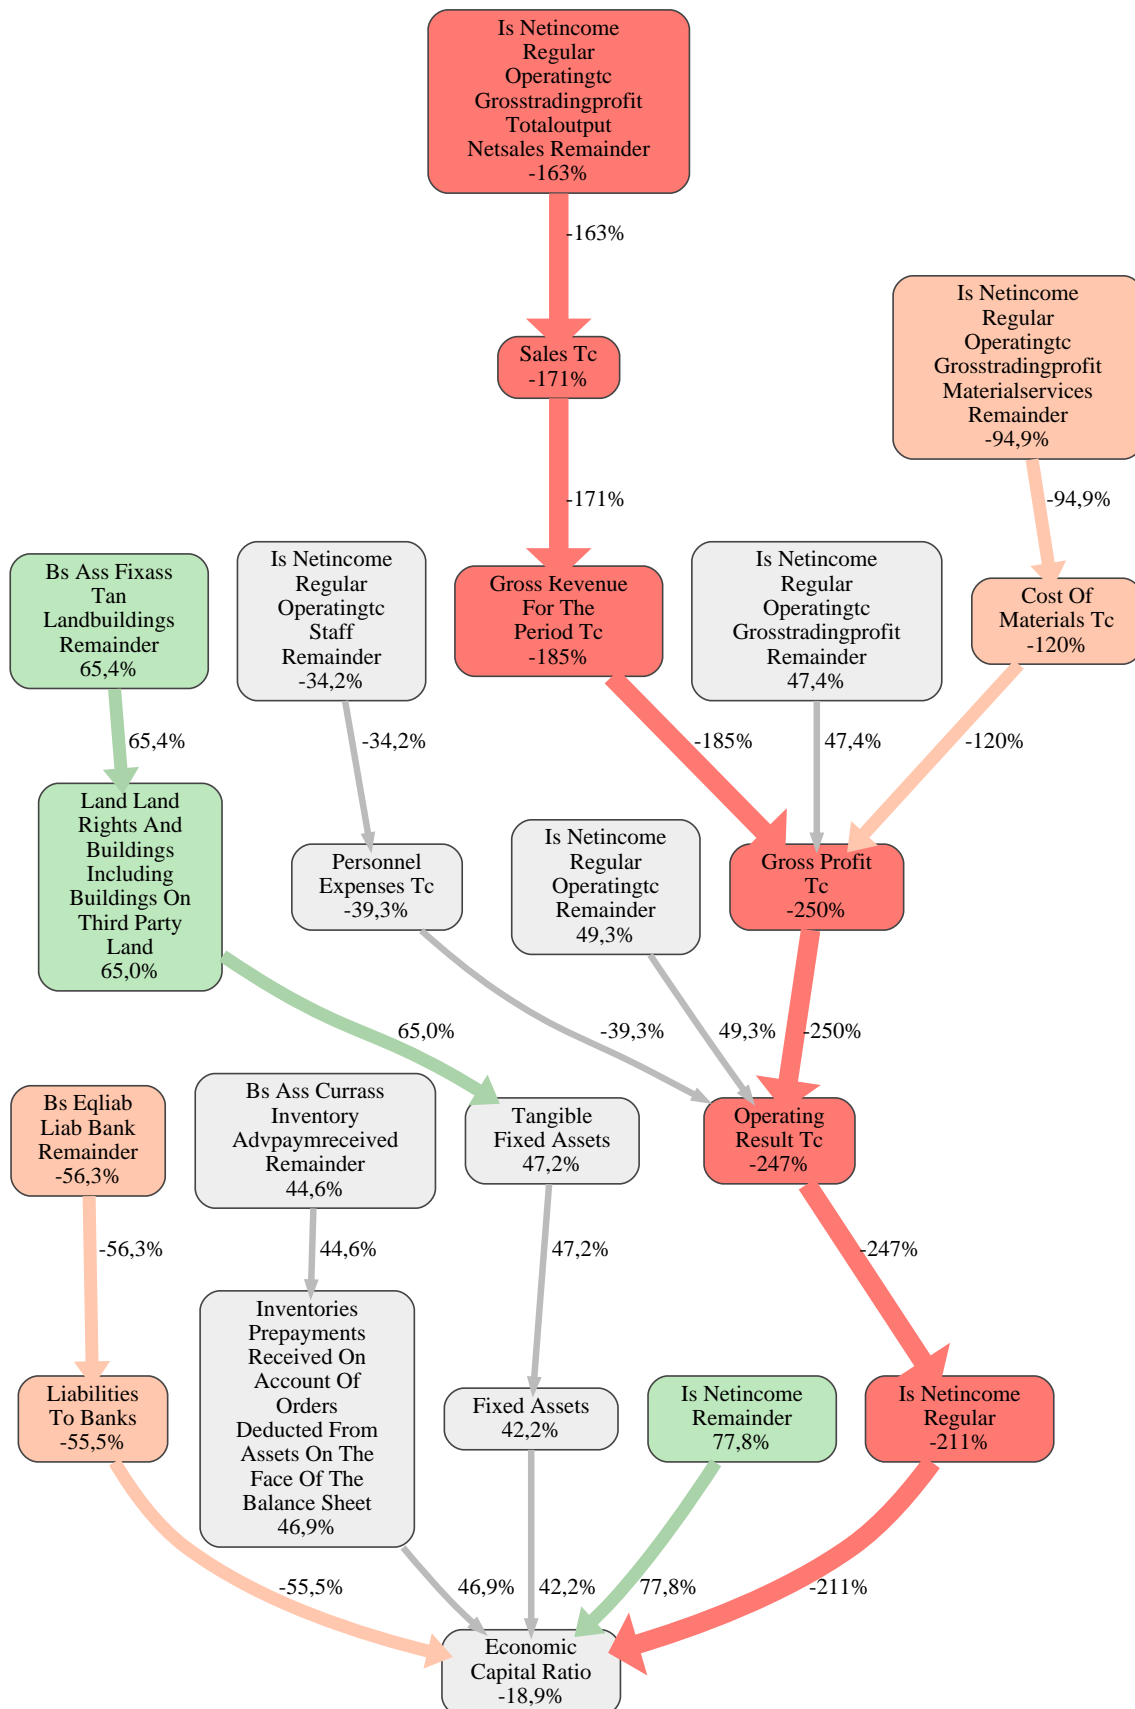 Is Netincome
Regular
Operatingtc
Grosstradingprofit
Totaloutput
Netsales Remainder
-163%
-163%
Sales Tc
-171%
Is Netincome
Regular
Operatingtc
Grosstradingprofit
Materialservices
Remainder
-94,9%
-171%
-94,9%
Bs Ass Fixass
Tan
Landbuildings
Remainder
65,4%
Is Netincome
Regular
Operatingtc
Staff
Remainder
-34,2%
Gross Revenue
For The
Period Tc
-185%
Is Netincome
Regular
Operatingtc
Grosstradingprofit
Remainder
47,4%
Cost Of
Materials Tc
-120%
65,4%
-34,2%
-185%
47,4%
-120%
Land Land
Rights And
Buildings
Including
Buildings On
Third Party
Land
65,0%
Personnel
Expenses Tc
-39,3%
Is Netincome
Regular
Operatingtc
Remainder
49,3%
Gross Profit
Tc
-250%
65,0%
-39,3%
49,3%
-250%
Bs Eqliab
Liab Bank
Remainder
-56,3%
Bs Ass Currass
Inventory
Advpaymreceived
Remainder
44,6%
Tangible
Fixed Assets
47,2%
Operating
Result Tc
-247%
-56,3%
44,6%
47,2%
-247%
Liabilities
To Banks
-55,5%
Inventories
Prepayments
Received On
Account Of
Orders
Deducted From
Assets On The
Face Of The
Balance Sheet
46,9%
Fixed Assets
42,2%
Is Netincome
Remainder
77,8%
Is Netincome
Regular
-211%
-55,5%
46,9%
42,2%
77,8%
-211%
Economic
Capital Ratio
-18,9%